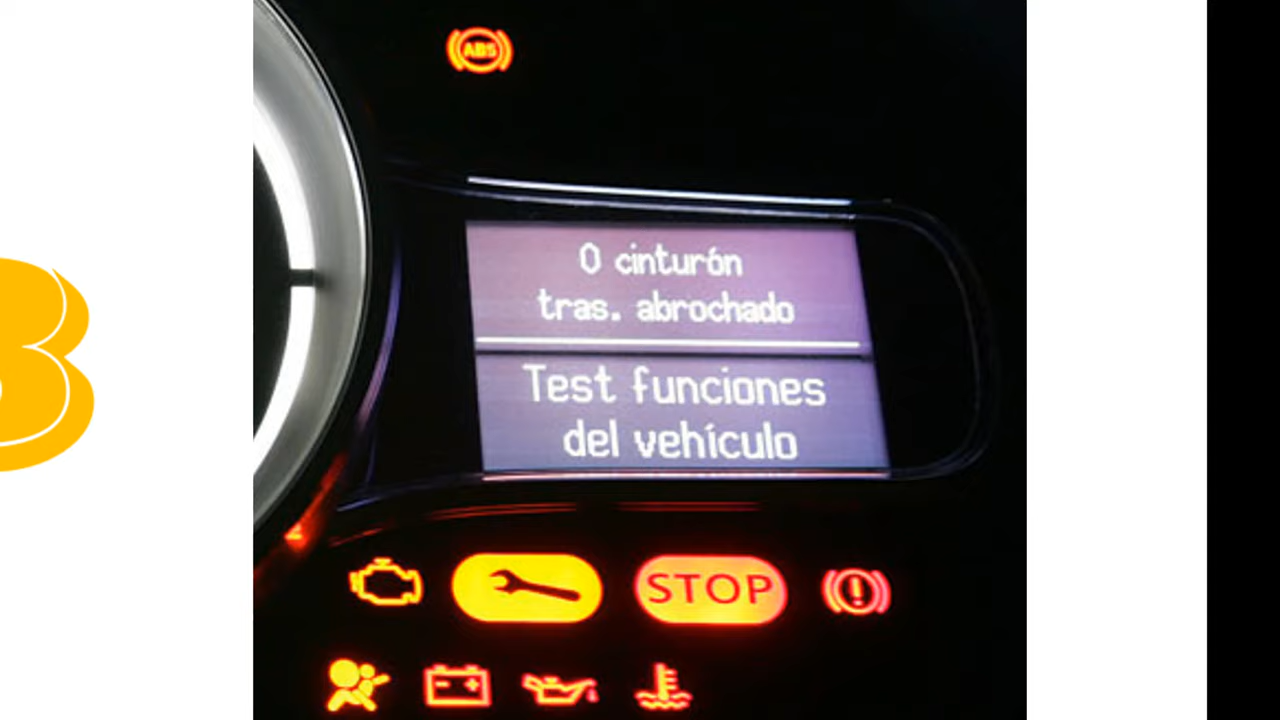 ABS
0 cinturón
tras. abrochado
Test funciones
del vehículo
STOP